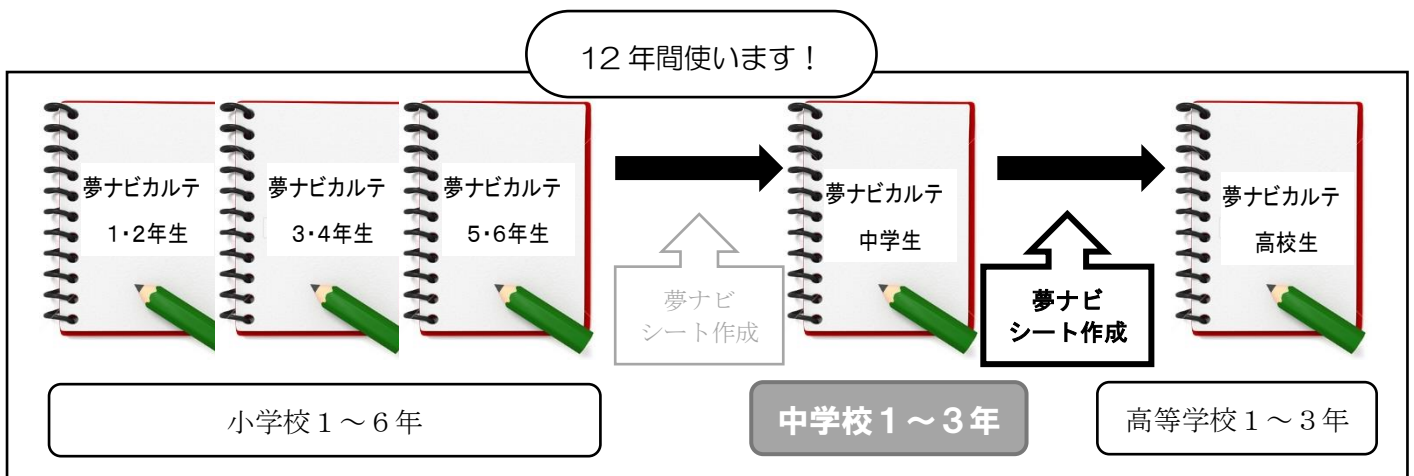 12年間使います！
夢ナビカルテ
1・2年生
夢ナビカルテ
3・4年生
夢ナビカルテ
5・6年生
夢ナビ
シート作成
夢ナビカルテ
中学生
夢ナビ
シート作成
夢ナビカルテ
高校生
小学校１～６年
中学校１～３年
高等学校１～３年